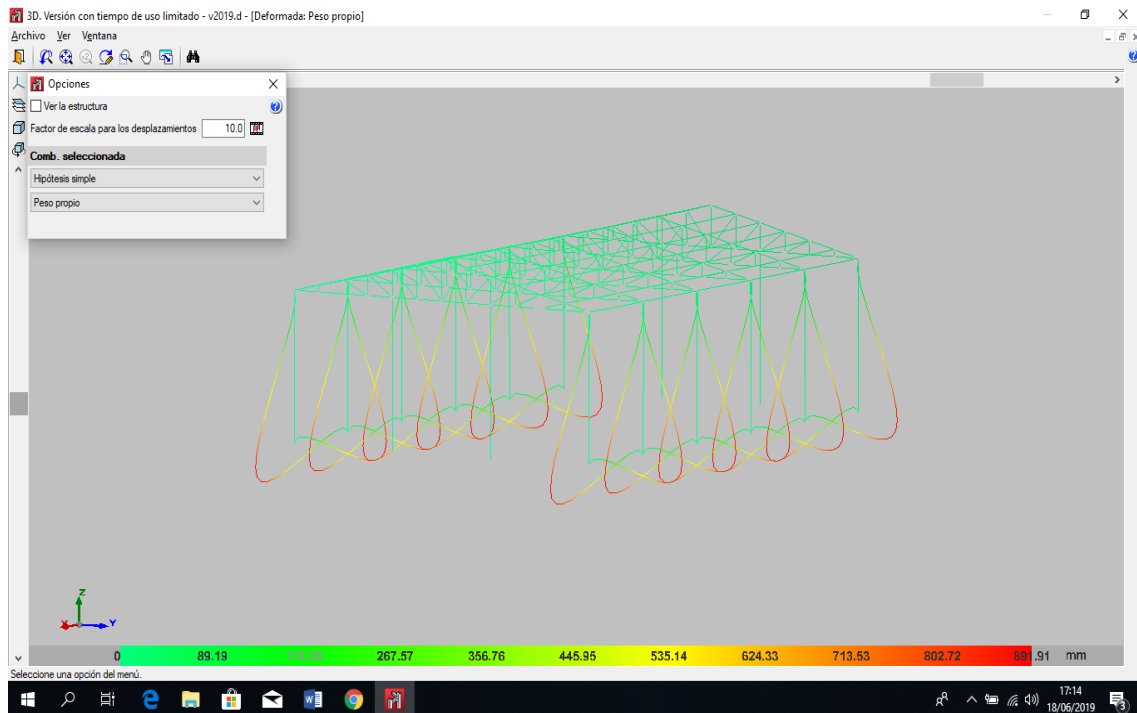 3D. Versión con tiempo de uso limitado - v2019.d - [Deformada: Peso propio]
Archivo Ver Ventana
Opciones
Ver la estructura
Factor de escala para los desplazamientos 10.0
Comb. seleccionada
Hipótesis simple
Peso propio
Z
X Y
0 89.19 178.38 267.57 356.76 445.95 535.14 624.33 713.53 802.72 891.91 mm
Seleccione una opción del menú.
17:14
18/06/2019
3